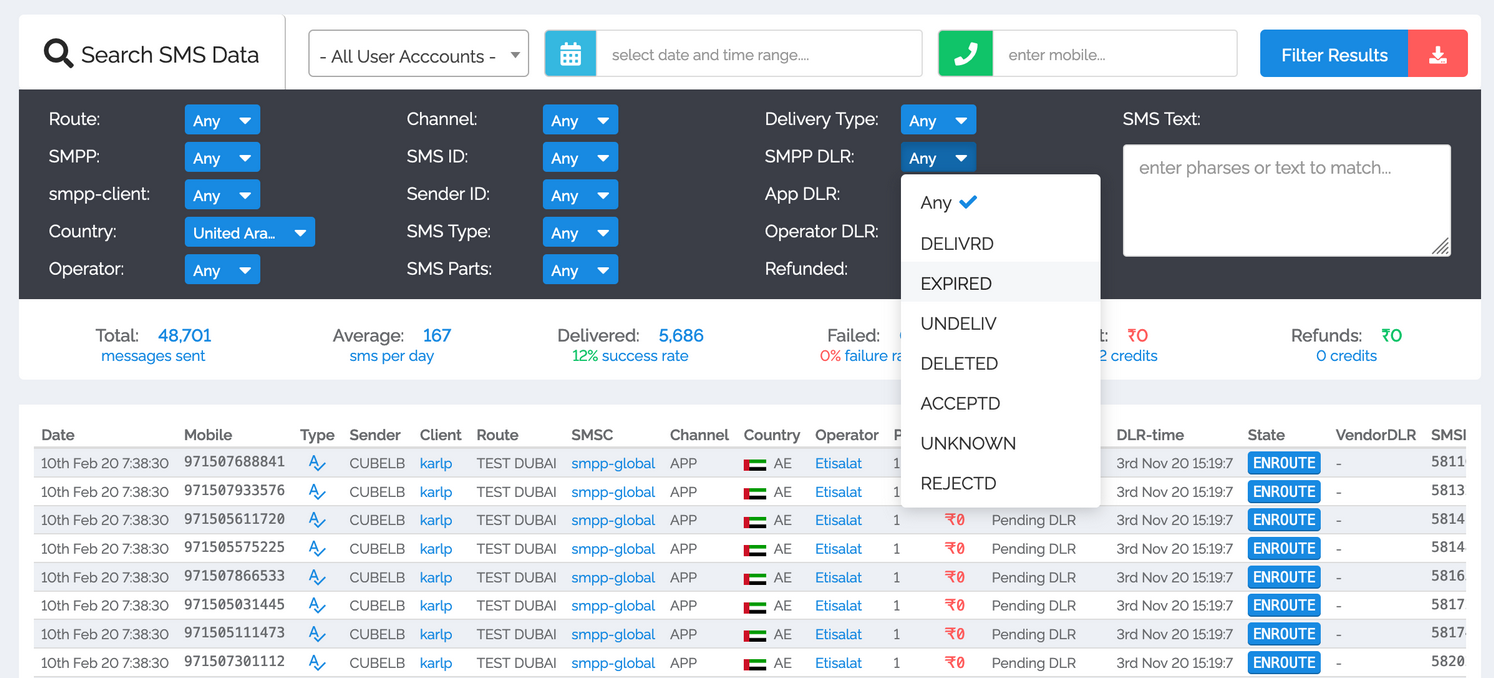 Search SMS Data - All User Acccounts - select date and time range.... enter mobile... Filter Results
Route: Any Channel: Any Delivery Type: Any SMS Text:
SMPP: Any SMS ID: Any SMPP DLR: Any enter pharses or text to match...
smpp-client: Any Sender ID: Any App DLR:
Country: United Ara... SMS Type: Any Operator DLR:
Operator: Any SMS Parts: Any Refunded:
Any
DELIVRD
EXPIRED
UNDELIV
DELETED
ACCEPTD
UNKNOWN
REJECTD
Total: 48,701 Average: 167 Delivered: 5,686 Failed: ₹0 Refunds: ₹0
messages sent sms per day 12% success rate 0% failure credits 0 credits
Date Mobile Type Sender Client Route SMSC Channel Country Operator DLR-time State VendorDLR
10th Feb 20 7:38:30 971507688841 CUBELB karlp TEST DUBAI smpp-global APP AE Etisalat 3rd Nov 20 15:19:7 ENROUTE - 5811
10th Feb 20 7:38:30 971507933576 CUBELB karlp TEST DUBAI smpp-global APP AE Etisalat 3rd Nov 20 15:19:7 ENROUTE - 5813
10th Feb 20 7:38:30 971505611720 CUBELB karlp TEST DUBAI smpp-global APP AE Etisalat 1 ₹0 Pending DLR 3rd Nov 20 15:19:7 ENROUTE - 5814
10th Feb 20 7:38:30 971505575225 CUBELB karlp TEST DUBAI smpp-global APP AE Etisalat 1 ₹0 Pending DLR 3rd Nov 20 15:19:7 ENROUTE - 5814
10th Feb 20 7:38:30 971507866533 CUBELB karlp TEST DUBAI smpp-global APP AE Etisalat 1 ₹0 Pending DLR 3rd Nov 20 15:19:7 ENROUTE - 5816
10th Feb 20 7:38:30 971505031445 CUBELB karlp TEST DUBAI smpp-global APP AE Etisalat 1 ₹0 Pending DLR 3rd Nov 20 15:19:7 ENROUTE - 5817
10th Feb 20 7:38:30 971505111473 CUBELB karlp TEST DUBAI smpp-global APP AE Etisalat 1 ₹0 Pending DLR 3rd Nov 20 15:19:7 ENROUTE - 5817
10th Feb 20 7:38:30 971507301112 CUBELB karlp TEST DUBAI smpp-global APP AE Etisalat 1 ₹0 Pending DLR 3rd Nov 20 15:19:7 ENROUTE - 5820